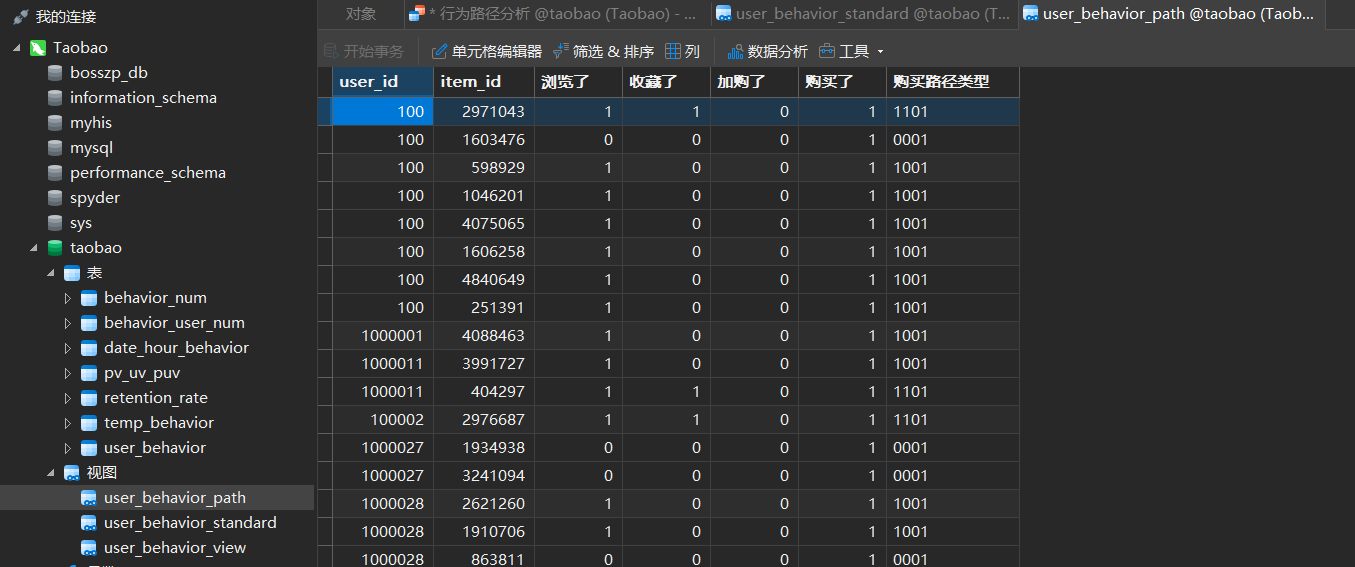 我的连接
Taobao
bosszp_db
information_schema
myhis
mysql
performance_schema
spyder
sys
taobao
表
behavior_num
behavior_user_num
date_hour_behavior
pv_uv_puv
retention_rate
temp_behavior
user_behavior
视图
user_behavior_path
user_behavior_standard
user_behavior_view
对象 * 行为路径分析 @taobao (Taobao) - ... user_behavior_standard @taobao (T... user_behavior_path @taobao (Taob...
开始事务 单元格编辑器 筛选 & 排序 列 数据分析 工具
user_id item_id 浏览了 收藏了 加购了 购买了 购买路径类型
100 2971043 1 1 0 1 1101
100 1603476 0 0 0 1 0001
100 598929 1 0 0 1 1001
100 1046201 1 0 0 1 1001
100 4075065 1 0 0 1 1001
100 1606258 1 0 0 1 1001
100 4840649 1 0 0 1 1001
100 251391 1 0 0 1 1001
1000001 4088463 1 0 0 1 1001
1000011 3991727 1 0 0 1 1001
1000011 404297 1 1 0 1 1101
100002 2976687 1 1 0 1 1101
1000027 1934938 0 0 0 1 0001
1000027 3241094 0 0 0 1 0001
1000028 2621260 1 0 0 1 1001
1000028 1910706 1 0 0 1 1001
1000028 863811 0 0 0 1 0001